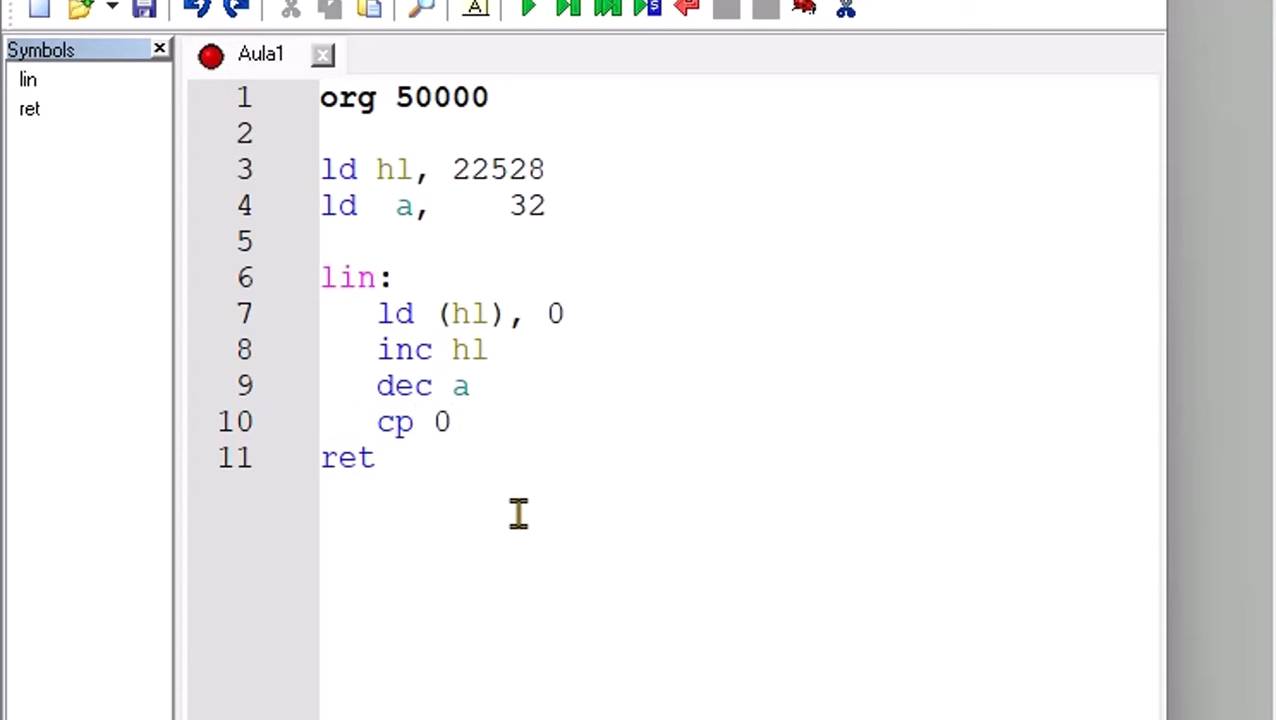 Symbols
lin
ret
Aula1
1 org 50000
2
3 ld hl, 22528
4 ld a, 32
5
6 lin:
7 ld (hl), 0
8 inc hl
9 dec a
10 cp 0
11 ret